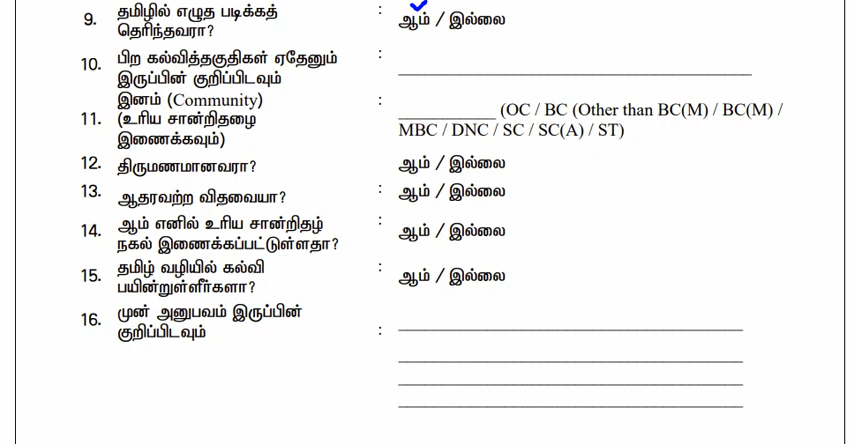 9. தமிழில் எழுத படிக்கத் : ஆம் / இல்லை
தெரிந்தவரா?
10. பிற கல்வித்தகுதிகள் ஏதேனும் : ____________________
இருப்பின் குறிப்பிடவும்
இனம் (Community) : __________ (OC / BC (Other than BC(M) / BC(M) /
11. (உரிய சான்றிதழை MBC / DNC / SC / SC(A) / ST)
இணைக்கவும்)
12. திருமணமானவரா? ஆம் / இல்லை
13. ஆதரவற்ற விதவையா? : ஆம் / இல்லை
14. ஆம் எனில் உரிய சான்றிதழ் : ஆம் / இல்லை
நகல் இணைக்கப்பட்டுள்ளதா?
15. தமிழ் வழியில் கல்வி : ஆம் / இல்லை
பயின்றுள்ளீர்களா?
16. முன் அனுபவம் இருப்பின் : ____________________
குறிப்பிடவும்